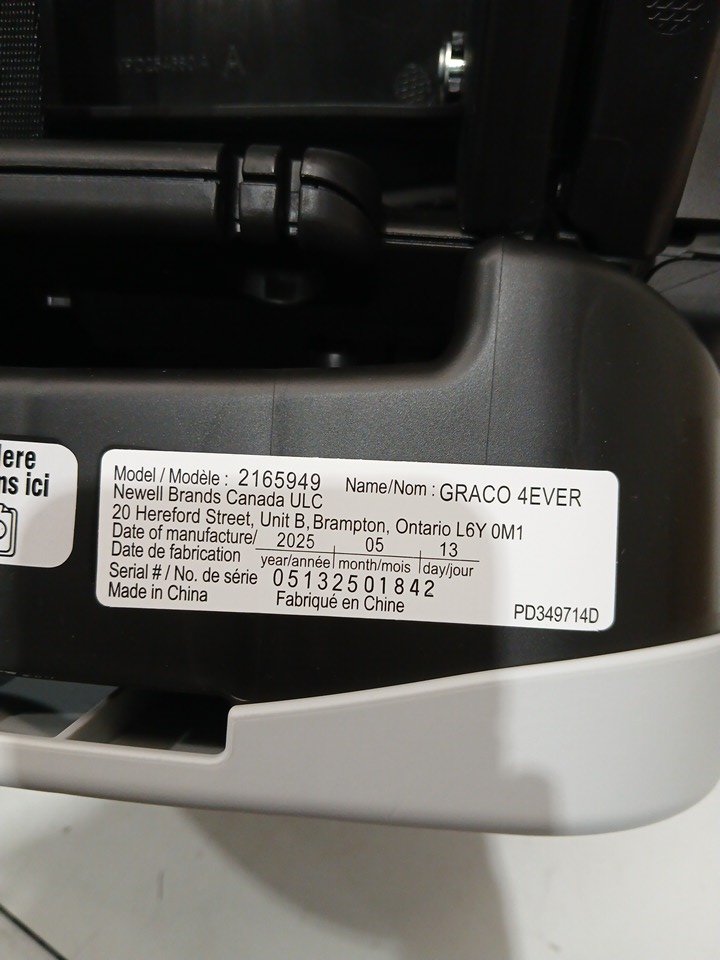 A
dere
ns ici
Model / Modèle : 2165949 Name/Nom : GRACO 4EVER
Newell Brands Canada ULC
20 Hereford Street, Unit B, Brampton, Ontario L6Y 0M1
Date of manufacture/ 2025 05 13
Date de fabrication year/année month/mois day/jour
Serial # / No. de série 05132501842
Made in China Fabriqué en Chine PD349714D